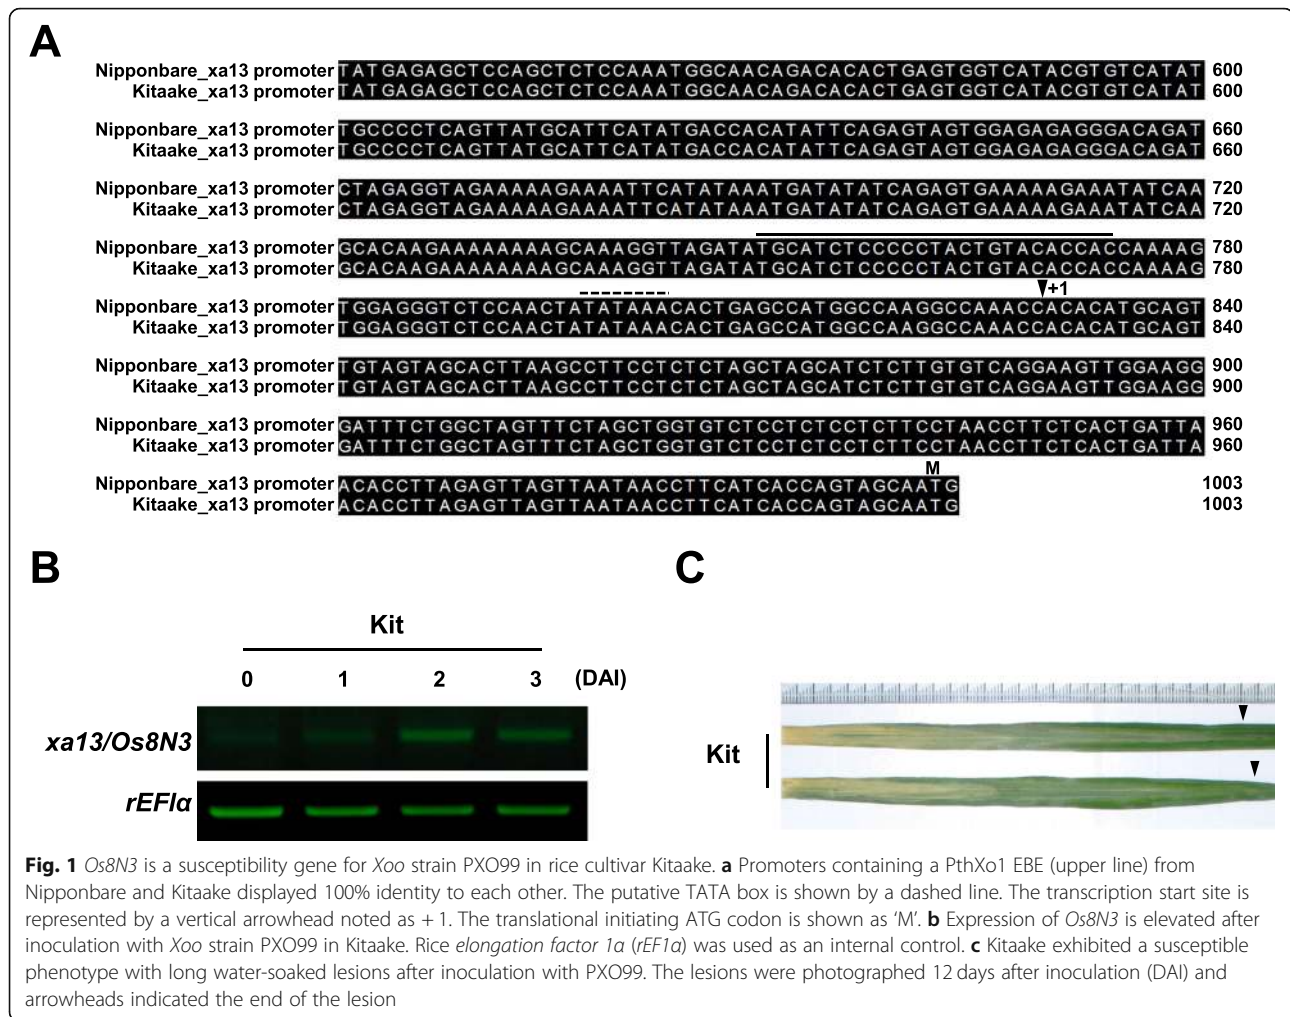 A
Nipponbare_xa13 promoter TATGAGAGCTCCAGCTCTCCAAATGGCAACAGACACACTGAGTGGTCATACGTGTCATAT 600
Kitaake_xa13 promoter TATGAGAGCTCCAGCTCTCCAAATGGCAACAGACACACTGAGTGGTCATACGTGTCATAT 600
Nipponbare_xa13 promoter TGCCCCTCAGTTATGCATTCATATGACCACATATTCAGAGTAGTGGAGAGAGGGACAGAT 660
Kitaake_xa13 promoter TGCCCCTCAGTTATGCATTCATATGACCACATATTCAGAGTAGTGGAGAGAGGGACAGAT 660
Nipponbare_xa13 promoter CTAGAGGTAGAAAAAGAAAATTCATATAAATGATATATCAGAGTGAAAAAGAAATATCAA 720
Kitaake_xa13 promoter CTAGAGGTAGAAAAAGAAAATTCATATAAATGATATATCAGAGTGAAAAAGAAATATCAA 720
Nipponbare_xa13 promoter GCACAAGAAAAAAAAAGCAAAGGTTAGATATGCATCTCCCCCTACTGTACACCACCAAAAG 780
Kitaake_xa13 promoter GCACAAGAAAAAAAAAGCAAAGGTTAGATATGCATCTCCCCCTACTGTACACCACCAAAAG 780
+1
Nipponbare_xa13 promoter TGGAGGGTCTCCAACTATATAAACACTGAGCCATGGCCAAGGCCAAACCACACATGCAGT 840
Kitaake_xa13 promoter TGGAGGGTCTCCAACTATATAAACACTGAGCCATGGCCAAGGCCAAACCACACATGCAGT 840
Nipponbare_xa13 promoter TGTAGTAGCACTTAAGCCTTCCTCTCTAGCTAGCATCTCTTGTGTCAGGAAGTTGGAAGG 900
Kitaake_xa13 promoter TGTAGTAGCACTTAAGCCTTCCTCTCTAGCTAGCATCTCTTGTGTCAGGAAGTTGGAAGG 900
Nipponbare_xa13 promoter GATTTCTGGCTAGTTTCTAGCTGGTGTCTCCTCTCCTCTTCCTAACCTTCTCACTGATTA 960
Kitaake_xa13 promoter GATTTCTGGCTAGTTTCTAGCTGGTGTCTCCTCTCCTCTTCCTAACCTTCTCACTGATTA 960
M
Nipponbare_xa13 promoter ACACCTTAGAGTTAGTTAATAACCTTCATCACCAGTAGCAATG 1003
Kitaake_xa13 promoter ACACCTTAGAGTTAGTTAATAACCTTCATCACCAGTAGCAATG 1003
B
Kit
0 1 2 3 (DAI)
xa13/Os8N3
rEFIα
C
Kit
Fig. 1 Os8N3 is a susceptibility gene for Xoo strain PXO99 in rice cultivar Kitaake. a Promoters containing a PthXo1 EBE (upper line) from
Nipponbare and Kitaake displayed 100% identity to each other. The putative TATA box is shown by a dashed line. The transcription start site is
represented by a vertical arrowhead noted as + 1. The translational initiating ATG codon is shown as ‘M’. b Expression of Os8N3 is elevated after
inoculation with Xoo strain PXO99 in Kitaake. Rice elongation factor 1α (rEF1α) was used as an internal control. c Kitaake exhibited a susceptible
phenotype with long water-soaked lesions after inoculation with PXO99. The lesions were photographed 12 days after inoculation (DAI) and
arrowheads indicated the end of the lesion